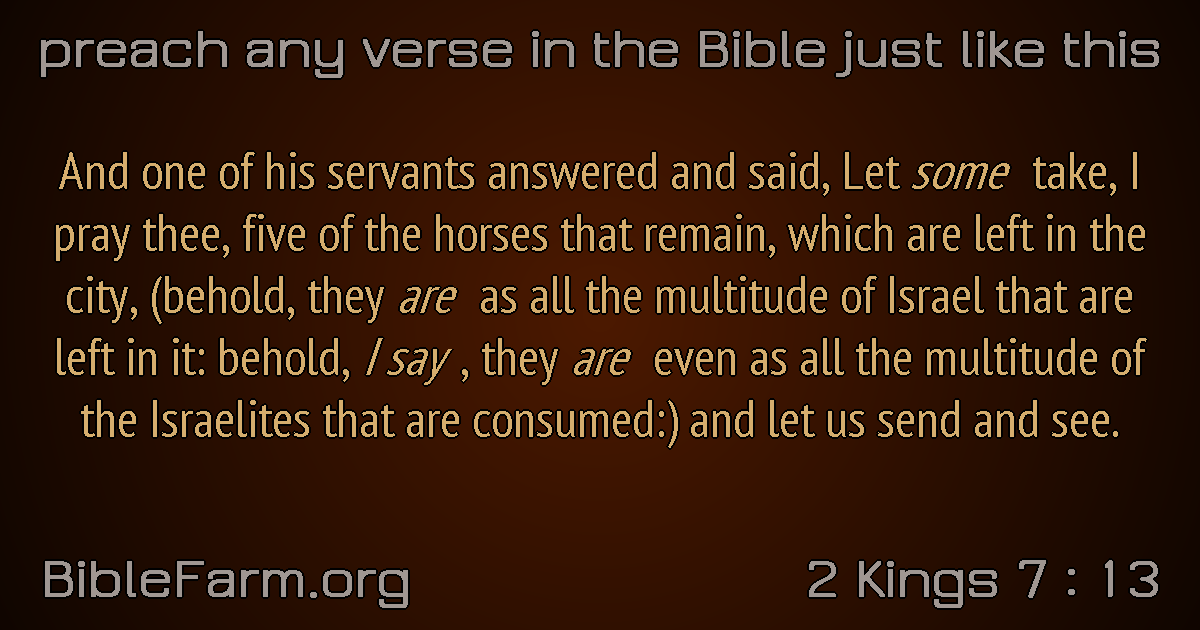 preach any verse in the Bible just like this
And one of his servants answered and said, Let some take, I
pray thee, five of the horses that remain, which are left in the
city, (behold, they are as all the multitude of Israel that are
left in it: behold, I say , they are even as all the multitude of
the Israelites that are consumed:) and let us send and see.
BibleFarm.org
2 Kings 7 : 13